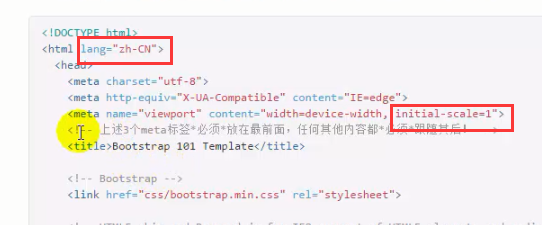 <!DOCTYPE html>
<html lang="zh-CN">
<head>
<meta charset="utf-8">
<meta http-equiv="X-UA-Compatible" content="IE=edge">
<meta name="viewport" content="width=device-width, initial-scale=1">
<!-- 上述3个meta标签*必须*放在最前面，任何其他内容都*必须*跟随其后！ -->
<title>Bootstrap 101 Template</title>
<!-- Bootstrap -->
<link href="css/bootstrap.min.css" rel="stylesheet">